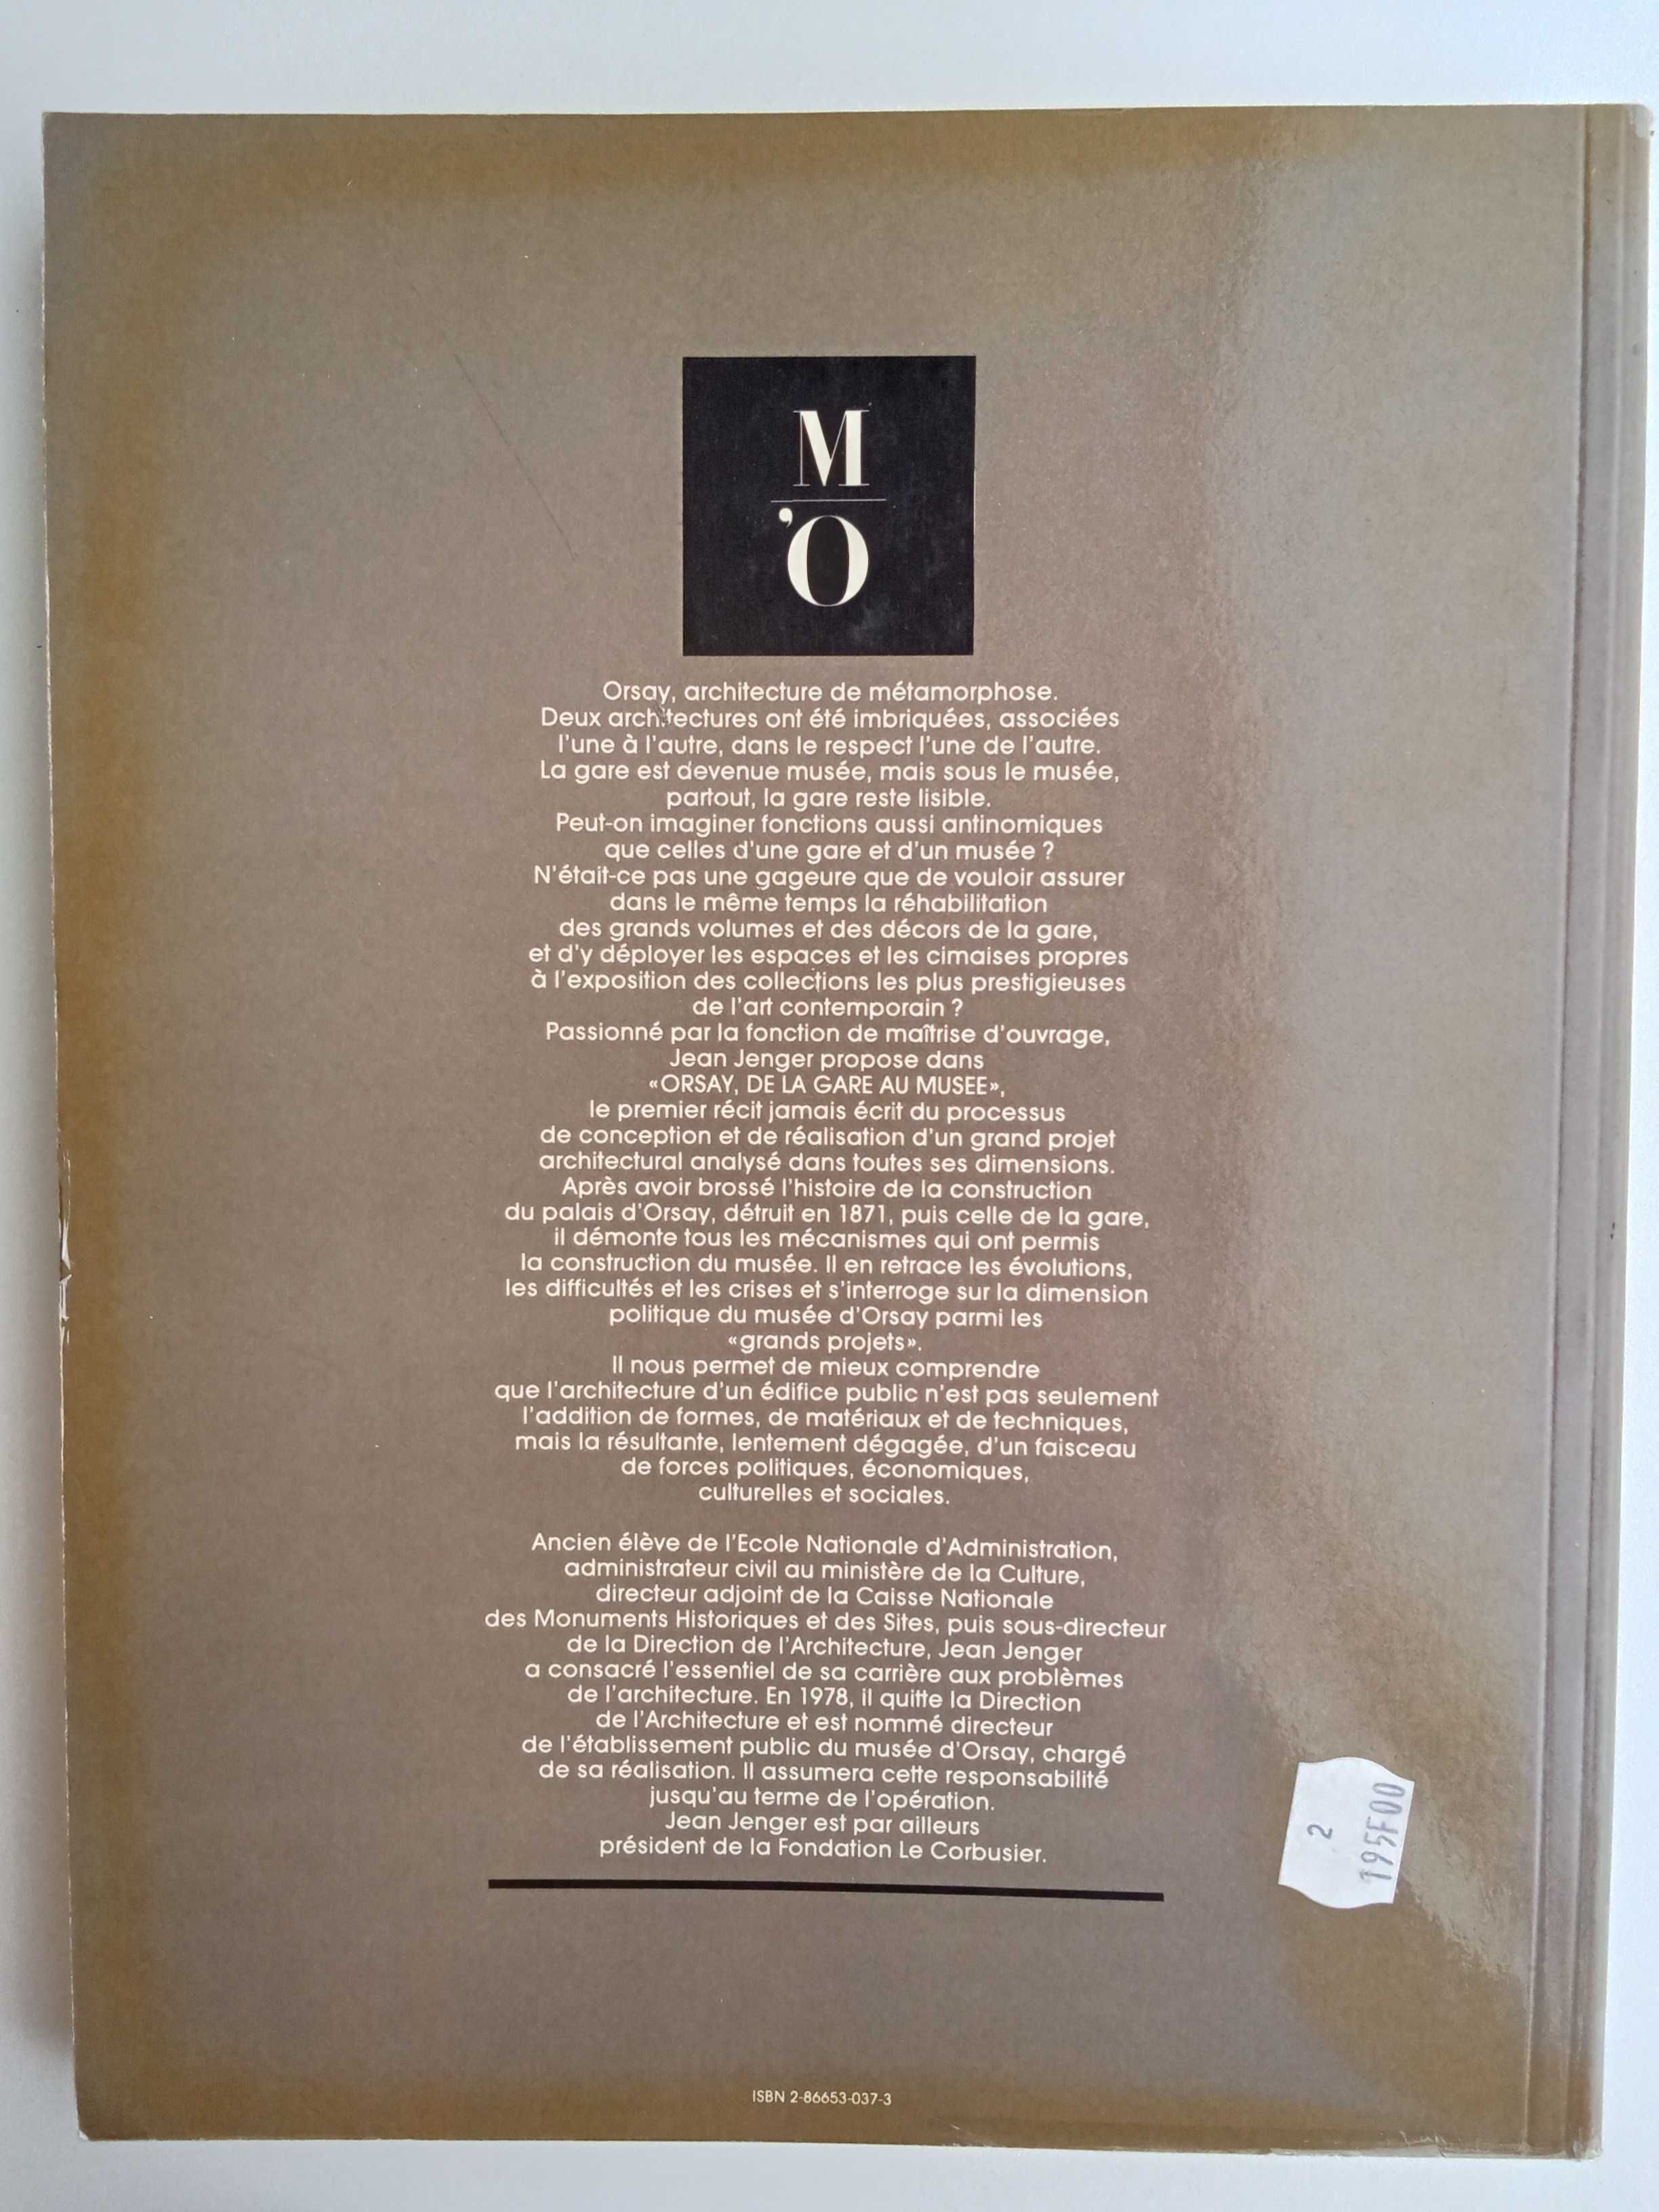 M
'O
Orsay, architecture de métamorphose.
Deux architectures ont été imbriquées, associées
l'une à l'autre, dans le respect l'une de l'autre.
La gare est devenue musée, mais sous le musée,
partout, la gare reste lisible.
Peut-on imaginer fonctions aussi antinomiques
que celles d'une gare et d'un musée ?
N'était-ce pas une gageure que de vouloir assurer
dans le même temps la réhabilitation
des grands volumes et des décors de la gare,
et d'y déployer les espaces et les cimaises propres
à l'exposition des collections les plus prestigieuses
de l'art contemporain ?
Passionné par la fonction de maîtrise d'ouvrage,
Jean Jenger propose dans
«ORSAY, DE LA GARE AU MUSEE»,
le premier récit jamais écrit du processus
de conception et de réalisation d'un grand projet
architectural analysé dans toutes ses dimensions.
Après avoir brossé l'histoire de la construction
du palais d'Orsay, détruit en 1871, puis celle de la gare,
il démonte tous les mécanismes qui ont permis
la construction du musée. Il en retrace les évolutions,
les difficultés et les crises et s'interroge sur la dimension
politique du musée d'Orsay parmi les
«grands projets».
Il nous permet de mieux comprendre
que l'architecture d'un édifice public n'est pas seulement
l'addition de formes, de matériaux et de techniques,
mais la résultante, lentement dégagée, d'un faisceau
de forces politiques, économiques,
culturelles et sociales.
Ancien élève de l'Ecole Nationale d'Administration,
administrateur civil au ministère de la Culture,
directeur adjoint de la Caisse Nationale
des Monuments Historiques et des Sites, puis sous-directeur
de la Direction de l'Architecture, Jean Jenger
a consacré l'essentiel de sa carrière aux problèmes
de l'architecture. En 1978, il quitte la Direction
de l'Architecture et est nommé directeur
de l'établissement public du musée d'Orsay, chargé
de sa réalisation. Il assumera cette responsabilité
jusqu'au terme de l'opération.
Jean Jenger est par ailleurs
président de la Fondation Le Corbusier.
2
195F00
ISBN 2-86653-037-3